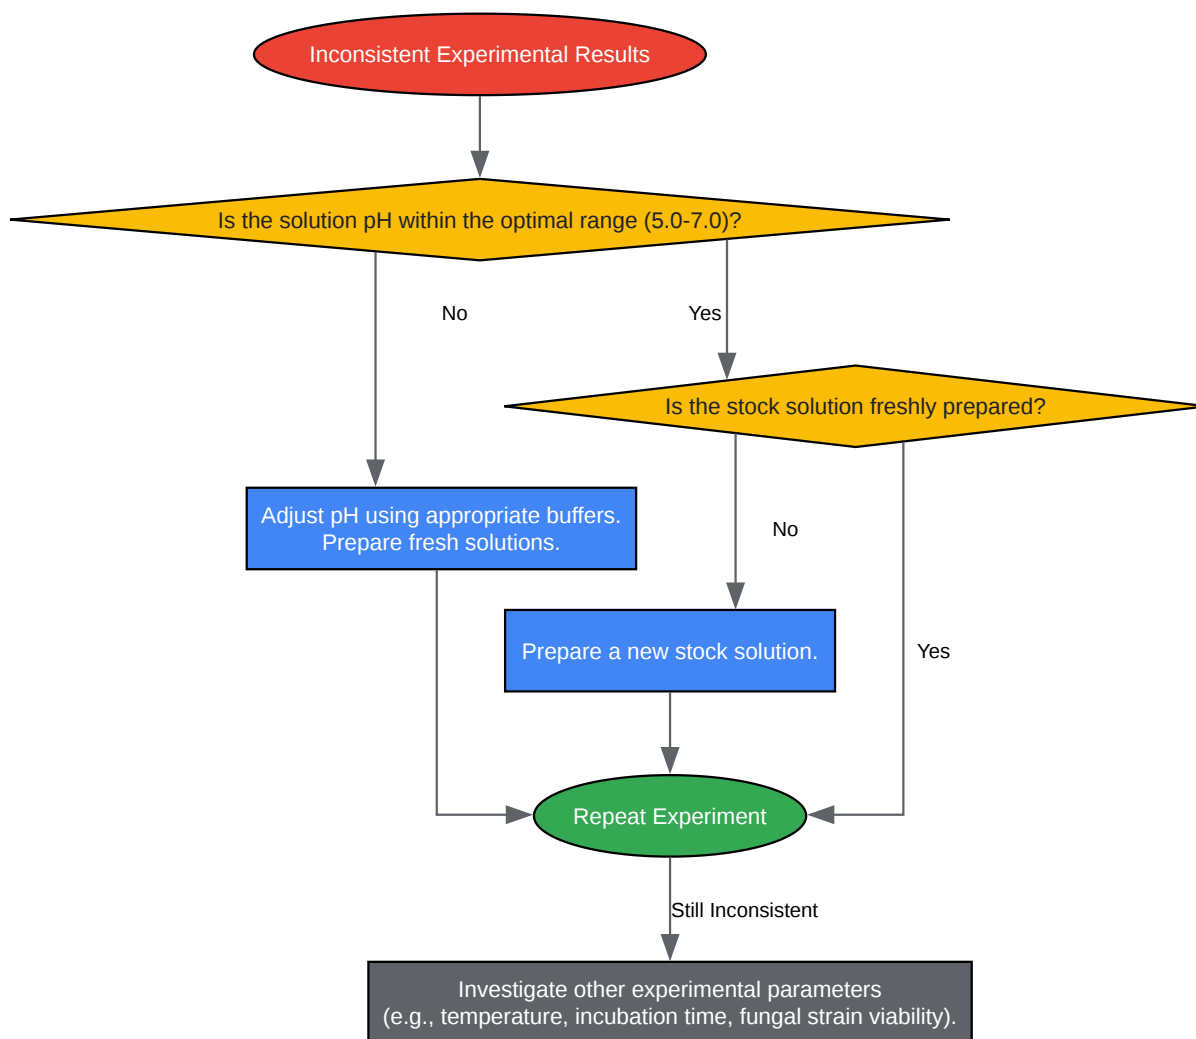 Inconsistent Experimental Results
Is the solution pH within the optimal range (5.0-7.0)?
No
Yes
Is the stock solution freshly prepared?
Adjust pH using appropriate buffers.
Prepare fresh solutions.
No
Prepare a new stock solution.
Yes
Repeat Experiment
Still Inconsistent
Investigate other experimental parameters
(e.g., temperature, incubation time, fungal strain viability).